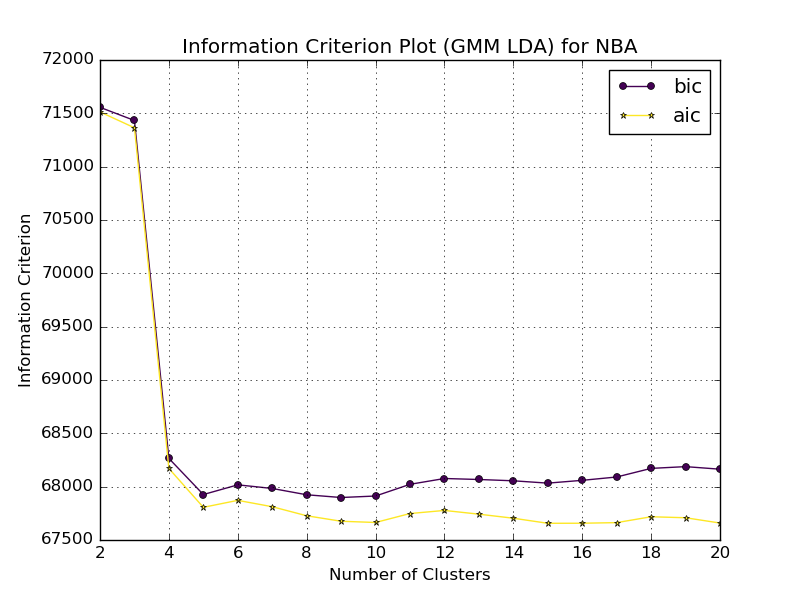 Information Criterion Plot (GMM LDA) for NBA
72000
71500
71000
70500
70000
69500
69000
68500
68000
67500
Information Criterion
bic
aic
2 4 6 8 10 12 14 16 18 20
Number of Clusters